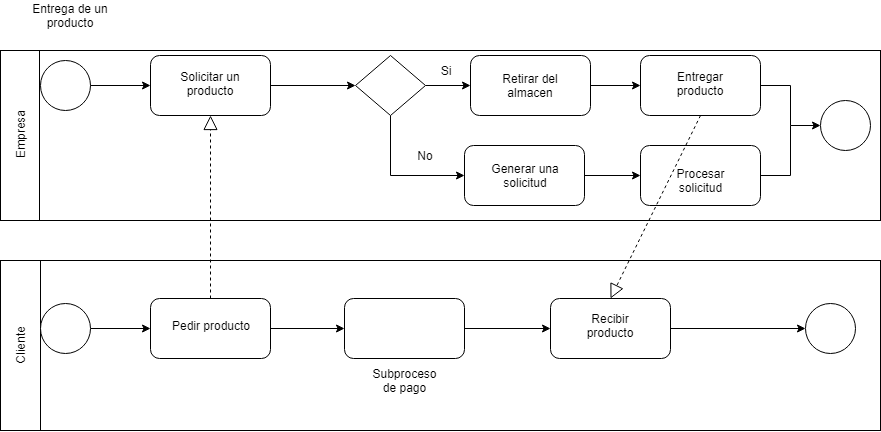 Entrega de un
producto
Empresa
Solicitar un
producto
Si
Retirar del
almacen
Entregar
producto
No
Generar una
solicitud
Procesar
solicitud
Cliente
Pedir producto
Subproceso
de pago
Recibir
producto